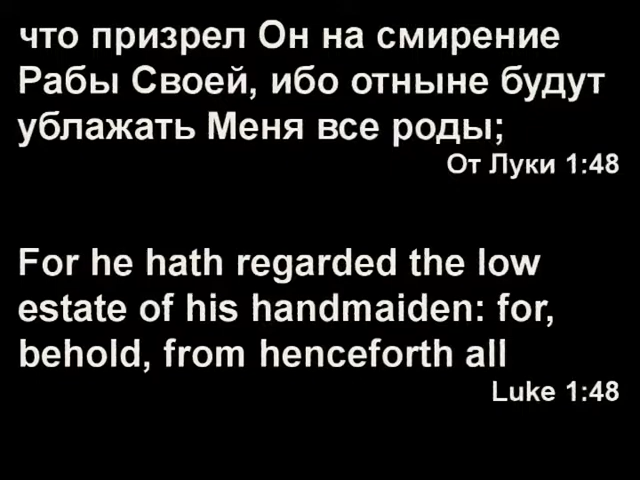 что призрел Он на смирение
Рабы Своей, ибо отныне будут
ублажать Меня все роды;
От Луки 1:48
For he hath regarded the low
estate of his handmaiden: for,
behold, from henceforth all
Luke 1:48